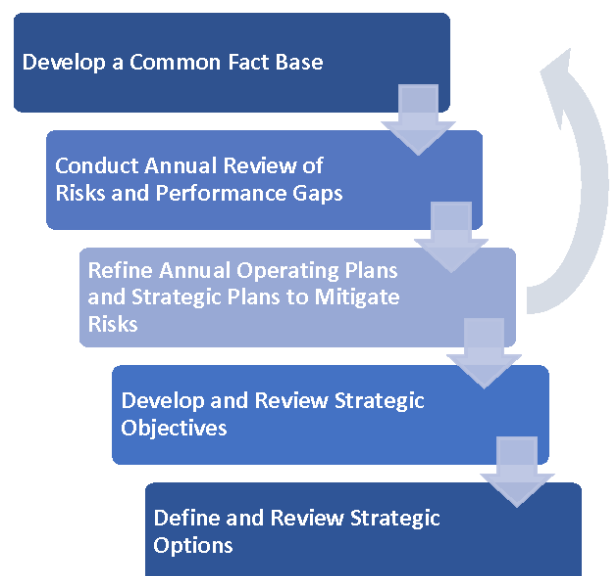 Develop a Common Fact Base
Conduct Annual Review of
Risks and Performance Gaps
Refine Annual Operating Plans
and Strategic Plans to Mitigate
Risks
Develop and Review Strategic
Objectives
Define and Review Strategic
Options